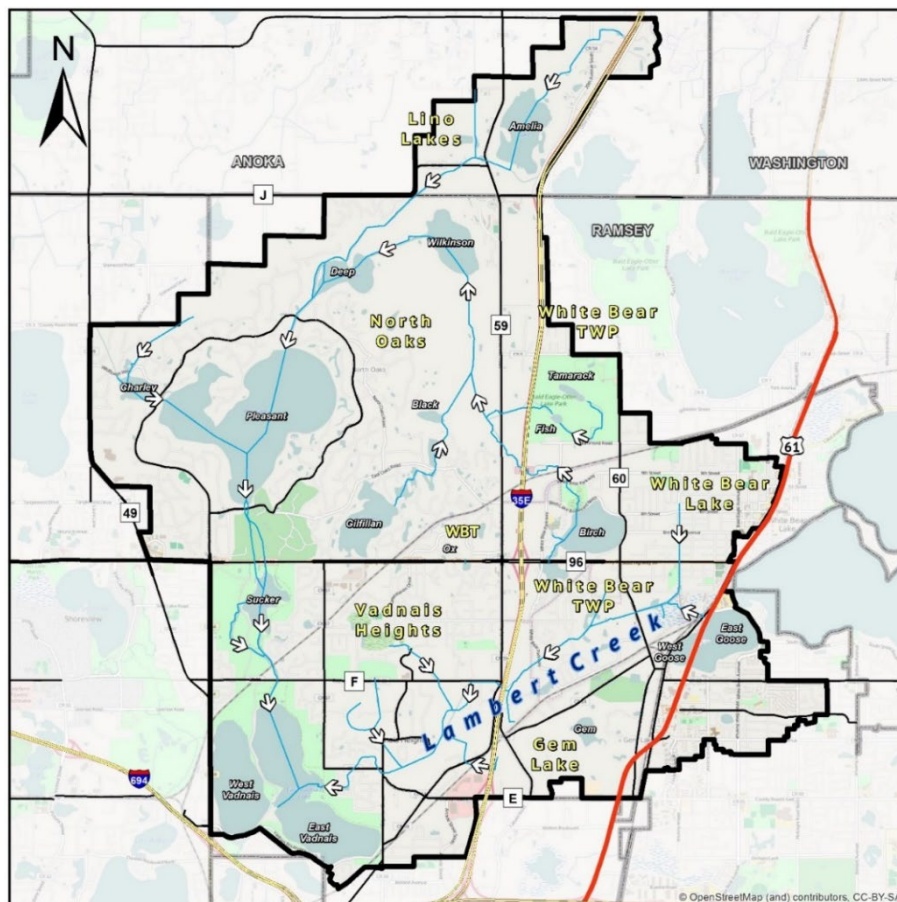 N
Lino
Lakes
Amelia
ANOKA
WASHINGTON
J
RAMSEY
Wilkinson
Deep
North
Oaks
59
White Bear
TWP
Tamarack
Charley
Pleasant
Black
Fish
61
60
White Bear
Lake
49
35E
Gilfillan
WBT
Ox
Birch
96
Sucker
Vadnais
Heights
White Bear
TWP
East
Goose
West
Goose
F
Lambert Creek
Gem
Gem
Lake
694
West
Vadnais
East
Vadnais
E
© OpenStreetMap (and) contributors, CC-BY-SA